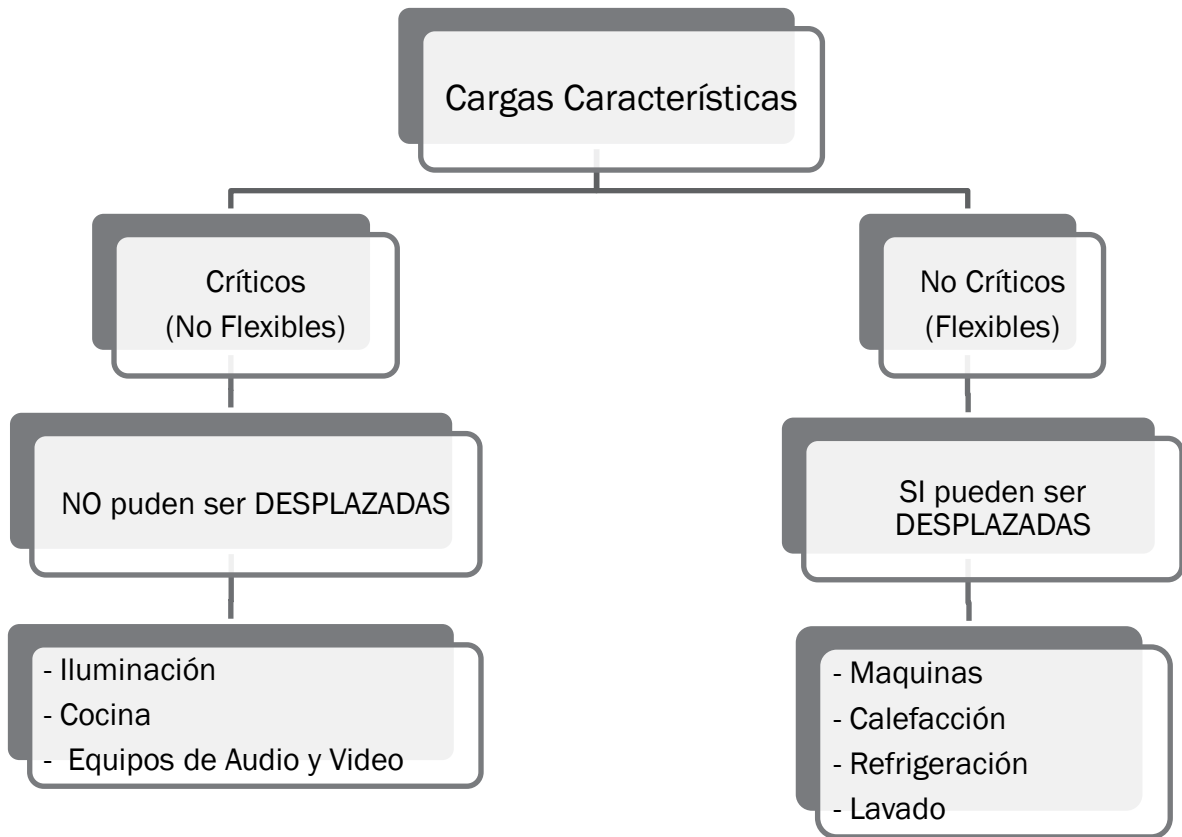 Cargas Características
Críticos
(No Flexibles)
No Críticos
(Flexibles)
NO puden ser DESPLAZADAS
SI pueden ser
DESPLAZADAS
- Iluminación
- Cocina
- Equipos de Audio y Video
- Maquinas
- Calefacción
- Refrigeración
- Lavado